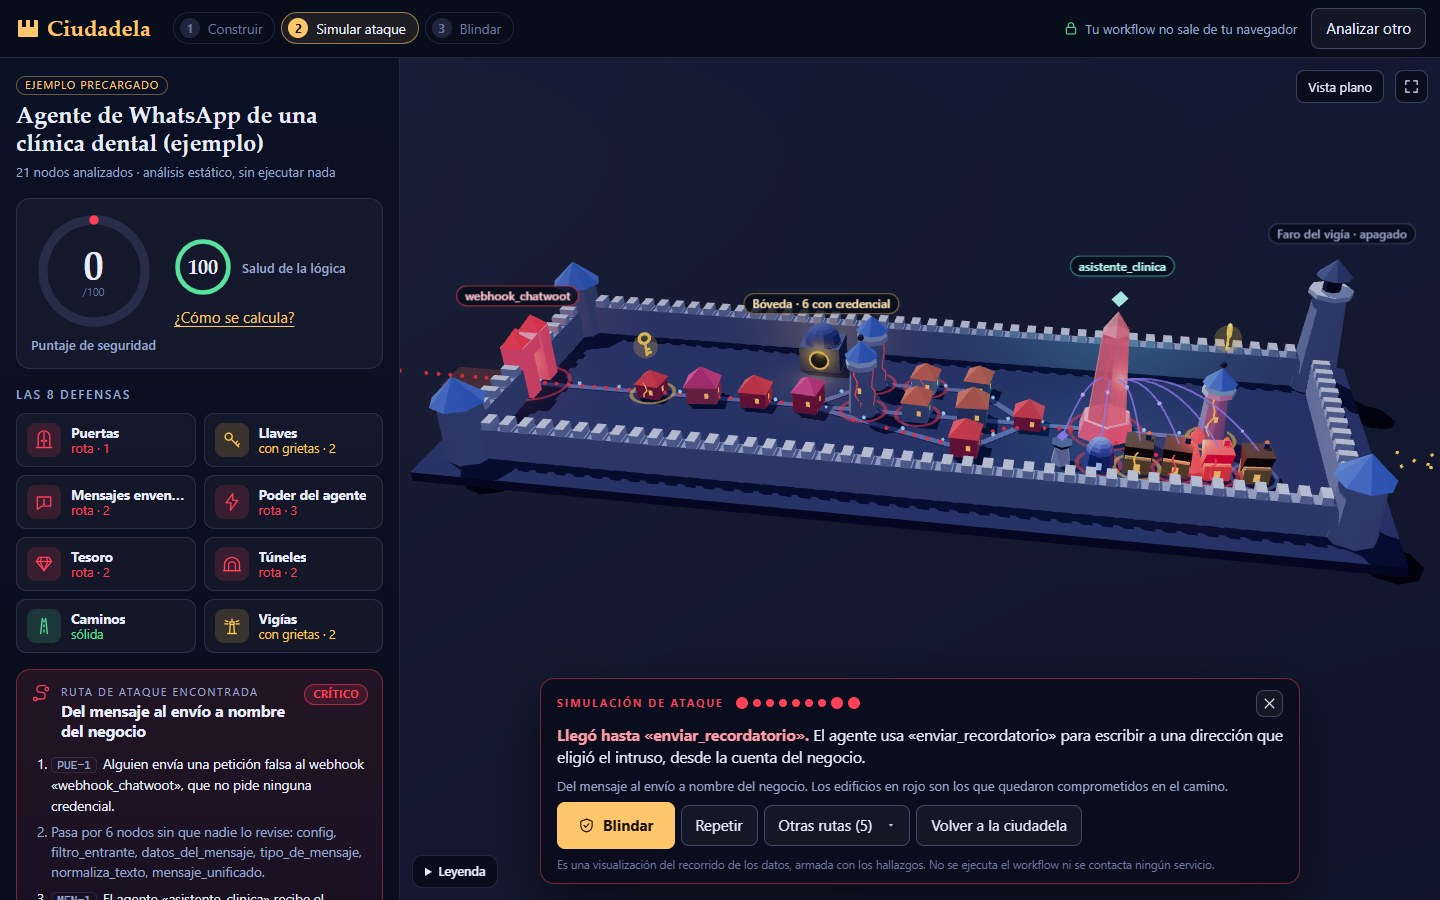 Ciudadela
1 Construir
2 Simular ataque
3 Blindar
Tu workflow no sale de tu navegador
Analizar otro
EJEMPLO PRECARGADO
Agente de WhatsApp de una
clínica dental (ejemplo)
21 nodos analizados · análisis estático, sin ejecutar nada
0
/100
Puntaje de seguridad
100
Salud de la lógica
¿Cómo se calcula?
LAS 8 DEFENSAS
Puertas
rota · 1
Llaves
con grietas · 2
Mensajes enven...
rota · 2
Poder del agente
rota · 3
Tesoro
rota · 2
Túneles
rota · 2
Caminos
sólida
Vigías
con grietas · 2
RUTA DE ATAQUE ENCONTRADA
CRÍTICO
Del mensaje al envío a nombre
del negocio
1. PUE-1 Alguien envía una petición falsa al webhook
«webhook_chatwoot», que no pide ninguna
credencial.
2. Pasa por 6 nodos sin que nadie lo revise: config,
filtro_entrante, datos_del_mensaje, tipo_de_mensaje,
normaliza_texto, mensaje_unificado.
3. MEN-1 El agente «asistente_clinica» recibe el
Vista plano
Faro del vigía · apagado
asistente_clinica
webhook_chatwoot
Bóveda · 6 con credencial
SIMULACIÓN DE ATAQUE
Llegó hasta «enviar_recordatorio». El agente usa «enviar_recordatorio» para escribir a una dirección que
eligió el intruso, desde la cuenta del negocio.
Del mensaje al envío a nombre del negocio. Los edificios en rojo son los que quedaron comprometidos en el camino.
Blindar
Repetir
Otras rutas (5)
Volver a la ciudadela
Es una visualización del recorrido de los datos, armada con los hallazgos. No se ejecuta el workflow ni se contacta ningún servicio.
Leyenda